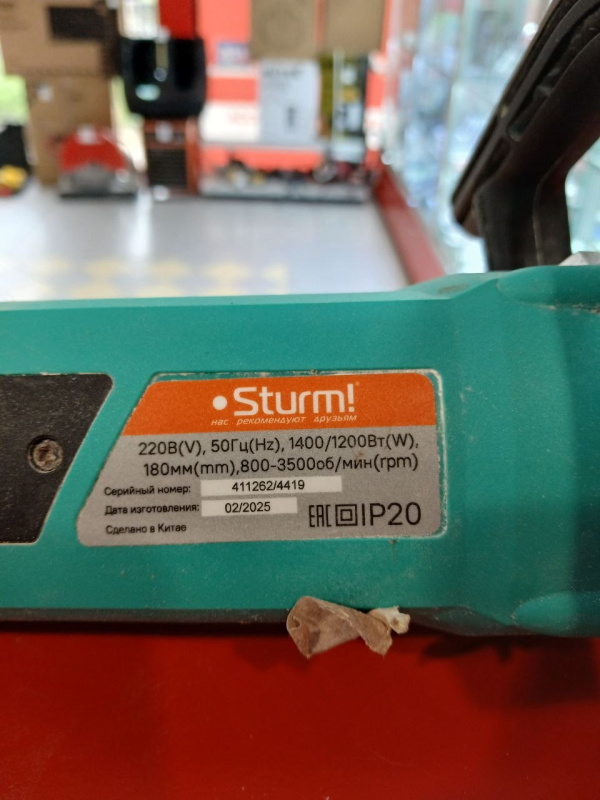 •Sturm!®
нас рекомендуют друзьям
220В(V), 50Гц(Hz), 1400/1200Вт(W),
180мм(mm),800-3500об/мин(rpm)
Серийный номер: 411262/4419
Дата изготовления: 02/2025
Сделано в Китае
EAC IP20